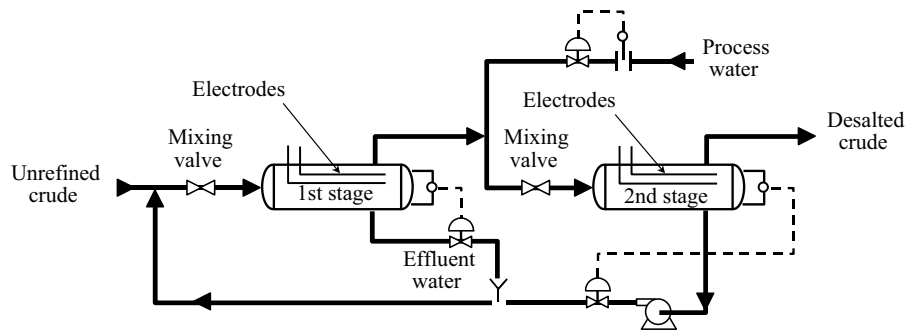 Process
water
Electrodes
Electrodes
Desalted
crude
Mixing
valve
Mixing
valve
Unrefined
crude
1st stage
2nd stage
Effluent
water